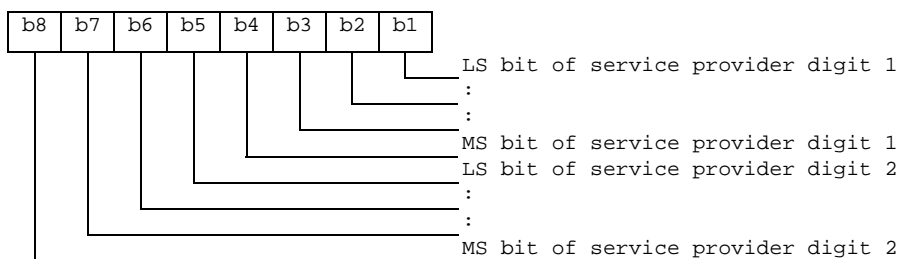 b8 b7 b6 b5 b4 b3 b2 b1
LS bit of service provider digit 1
:
:
MS bit of service provider digit 1
LS bit of service provider digit 2
:
:
MS bit of service provider digit 2